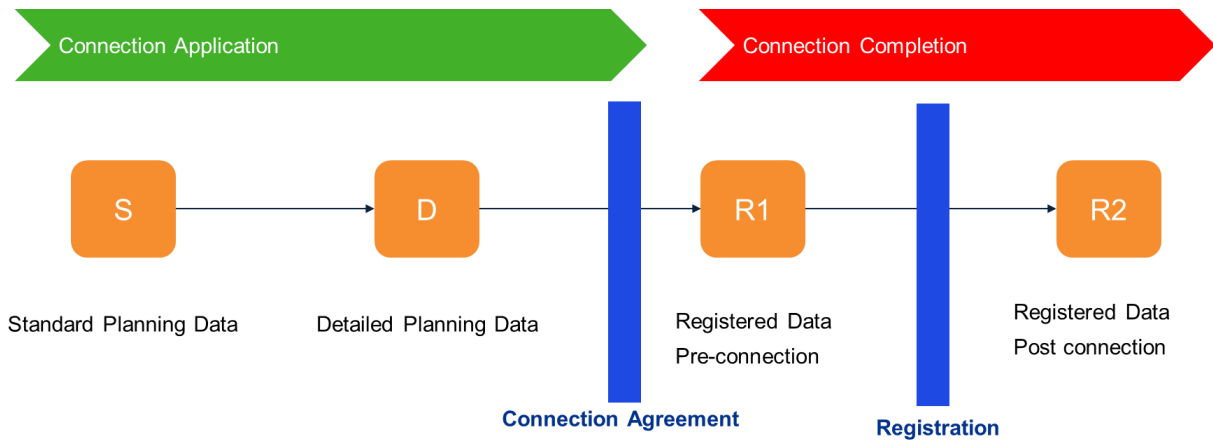 Connection Application
Connection Completion
S
D
R1
R2
Standard Planning Data
Detailed Planning Data
Registered Data
Pre-connection
Registered Data
Post connection
Connection Agreement
Registration